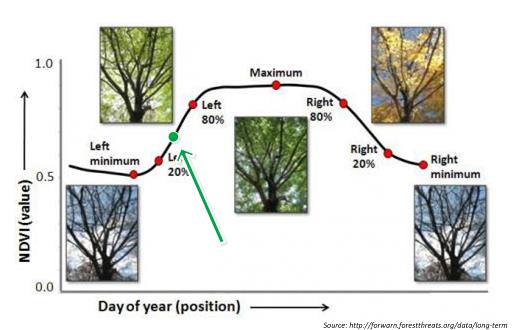 1.0
Maximum
Left
80%
Right
80%
Left
minimum
20%
Right
20%
Right
minimum
0.5
0.0
NDVI (value)
Day of year (position)
Source: http://forwarn.forestthreats.org/data/long-term